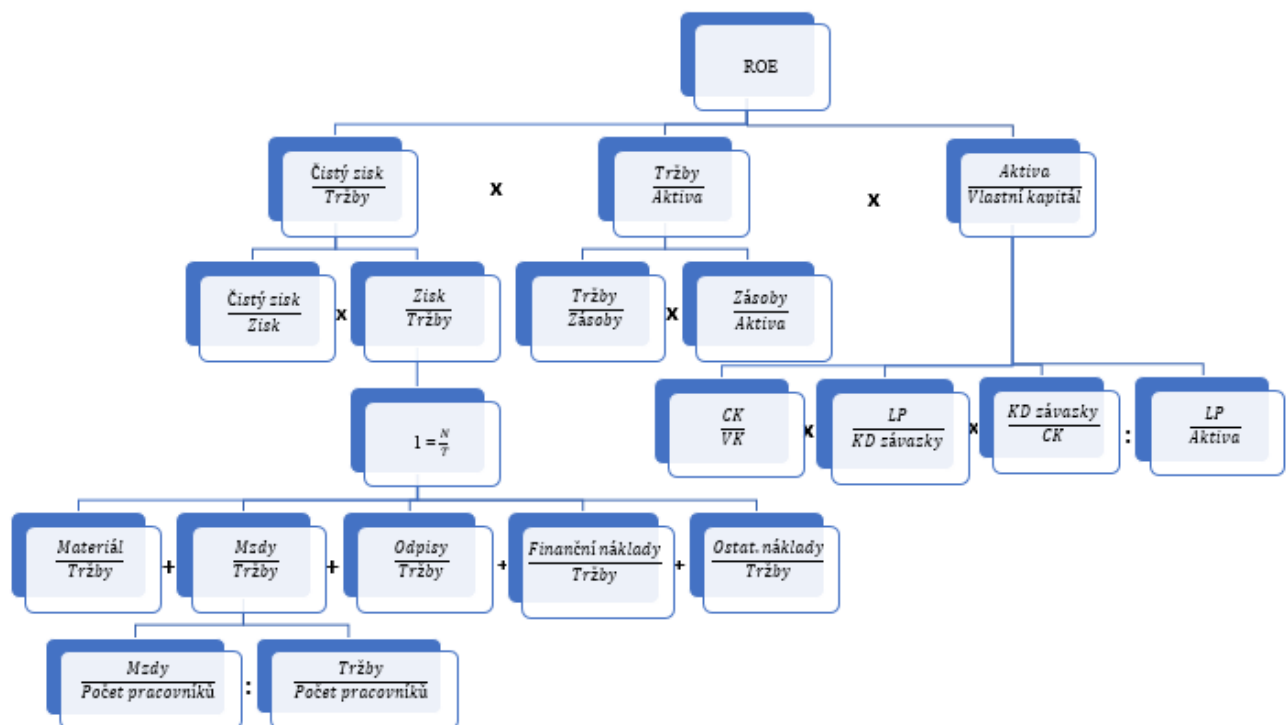 ROE
Čistý zisk
Tržby
x
Tržby
Aktiva
x
Aktiva
Vlastní kapitál
Čistý zisk
Zisk
x
Zisk
Tržby
Tržby
Zásoby
x
Zásoby
Aktiva
1 = N
T
CK
VK
x
LP
KD závazky
x
KD závazky
CK
:
LP
Aktiva
Materiál
Tržby
+
Mzdy
Tržby
+
Odpisy
Tržby
+
Finanční náklady
Tržby
+
Ostat. náklady
Tržby
Mzdy
Počet pracovníků
:
Tržby
Počet pracovníků